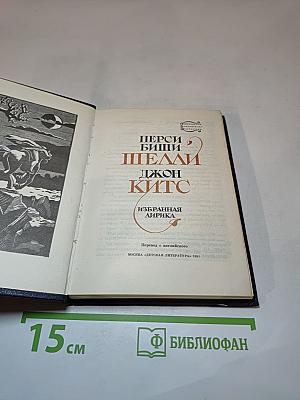 ПЕРСИ
БИШИ
ШЕЛЛИ
ДЖОН
КИТС
ИЗБРАННАЯ
ЛИРИКА
Перевод с английского
МОСКВА «ДЕТСКАЯ ЛИТЕРАТУРА»
15 см
БИБЛИОФАН